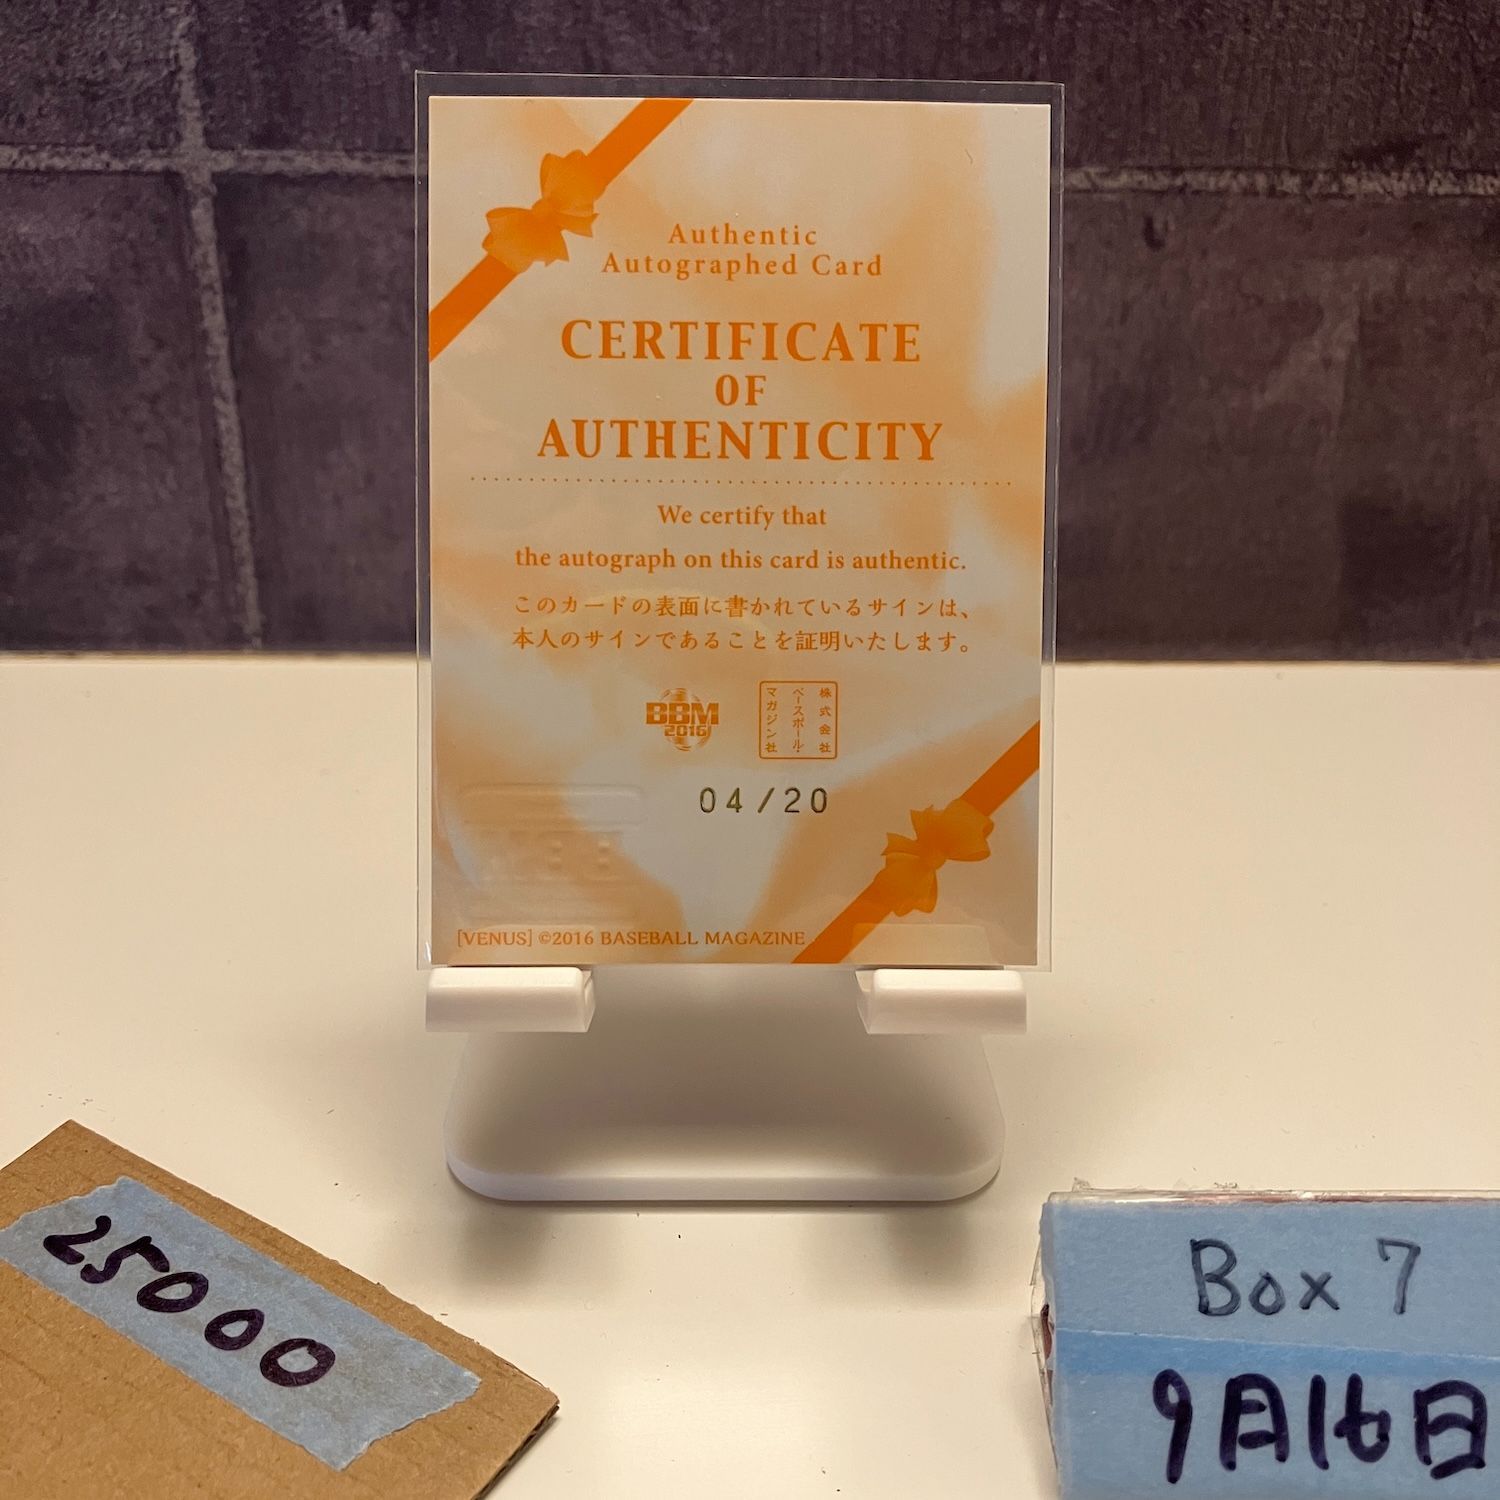 Authentic
Autographed Card
CERTIFICATE
OF
AUTHENTICITY
We certify that
the autograph on this card is authentic.
このカードの表面に書かれているサインは、
本人のサインであることを証明いたします。
BBM
2016
株式会社
ベースボール・
マガジン社
04/20
[VENUS] ©2016 BASEBALL MAGAZINE
25000
Box 7
9月16日